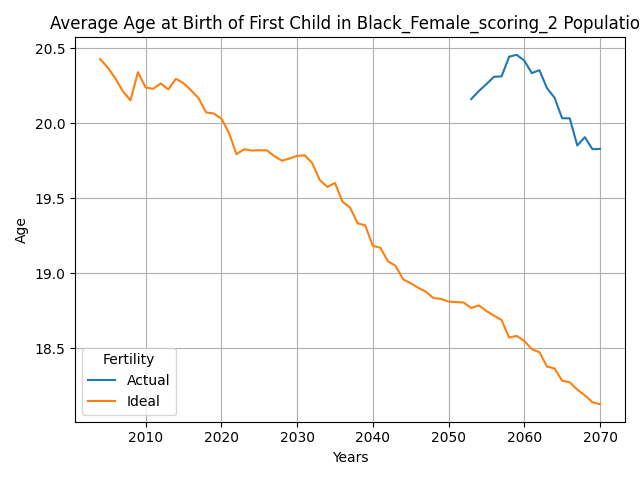 Average Age at Birth of First Child in Black_Female_scoring_2 Populatio
20.5
20.0
19.5
19.0
18.5
Age
Fertility
Actual
Ideal
2010 2020 2030 2040 2050 2060 2070
Years